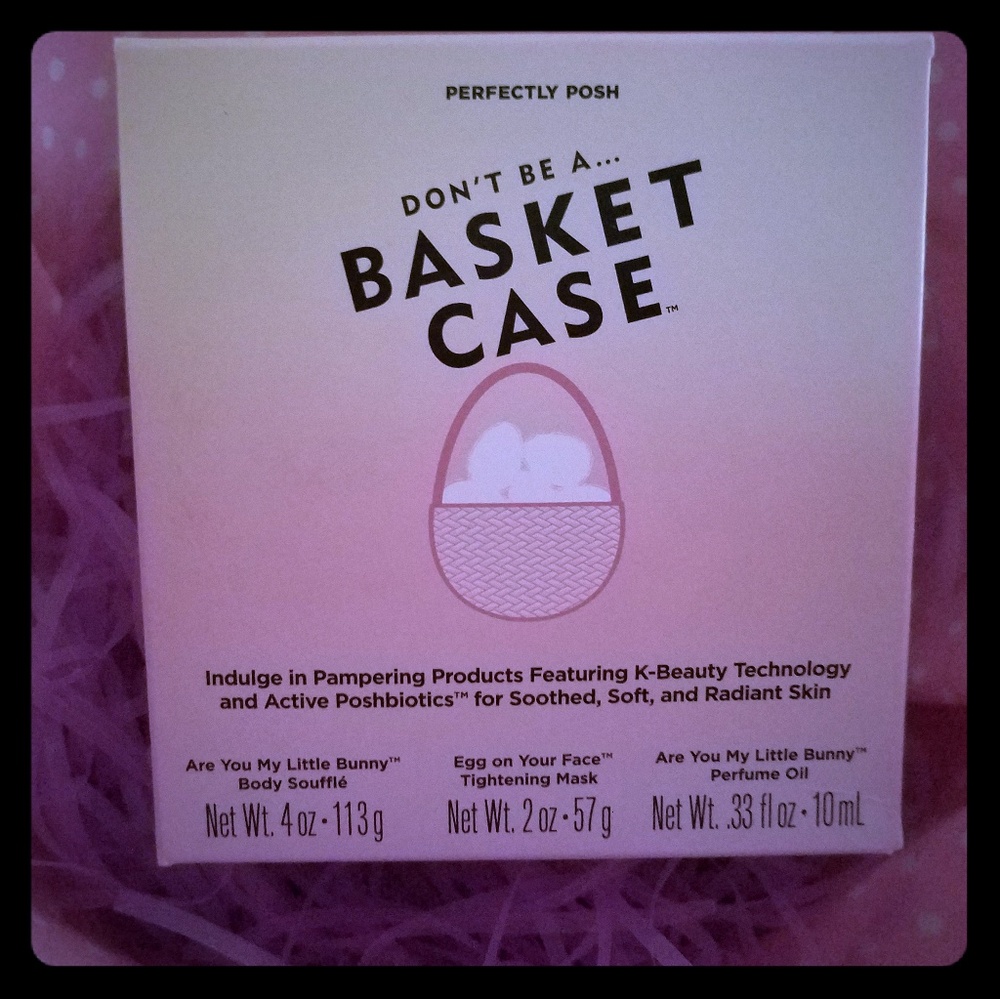 PERFECTLY POSH
DON'T BE A...
BASKET
CASE™
Indulge in Pampering Products Featuring K-Beauty Technology
and Active Poshbiotics™ for Soothed, Soft, and Radiant Skin
Are You My Little Bunny™
Body Soufflé
Net Wt. 4 oz • 113 g
Egg on Your Face™
Tightening Mask
Net Wt. 2 oz • 57 g
Are You My Little Bunny™
Perfume Oil
Net Wt. .33 fl oz • 10 mL